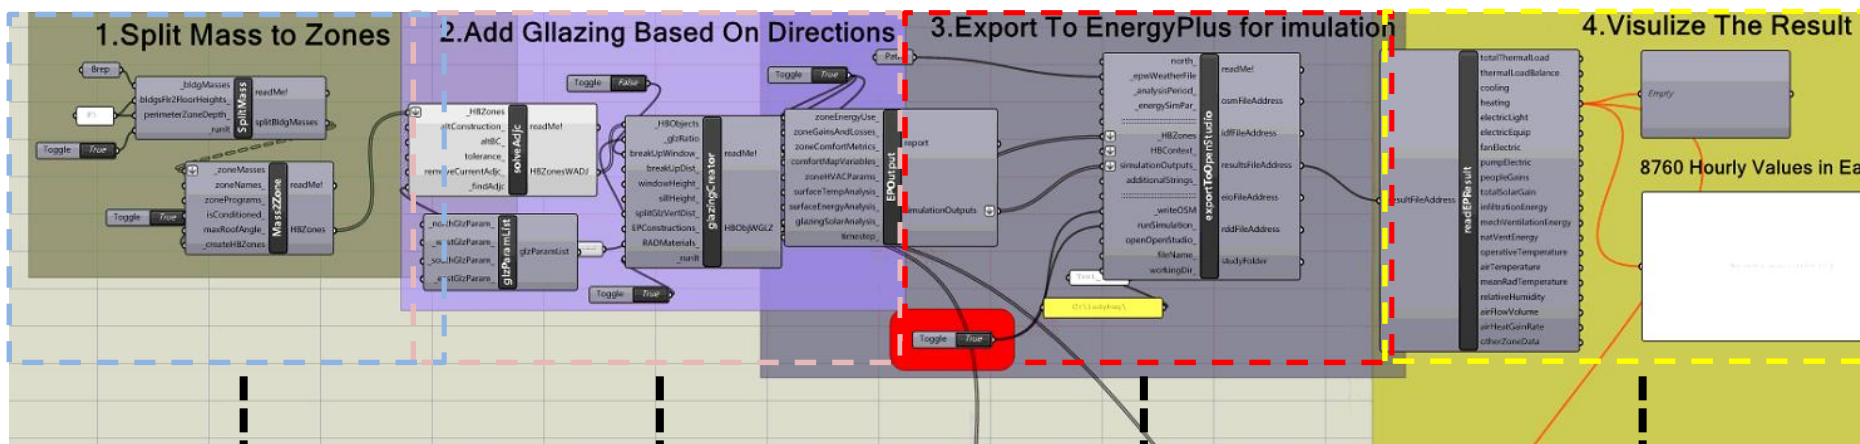 1.Split Mass to Zones
2.Add Gllazing Based On Directions
3.Export To EnergyPlus for imulation
4.Visulize The Result
Brep
_bldgMasses
bldgsFlr2FloorHeights_
perimeterZoneDepth_
_runIt
SplitMass
readMe!
splitBldgMasses
Toggle True
_zoneMasses
zoneNames_
zonePrograms_
isConditioned_
maxRoofAngle_
_createHBZones
Mass2Zone
readMe!
HBZones
Toggle True
_HBZones
altConstruction_
altBC_
tolerance_
remCurrentAdjc_
_findAdjc
solveAdjc
readMe!
HBZonesWADJ
glzParamList
glzParamList
Toggle False
Toggle True
_HBObjects
_glzRatio
breakUpWindow_
breakUpDist_
windowHeight_
sillHeight_
splitGlzVertDist_
EPConstructions_
RADMaterials_
_runIt
glazingCreator
readMe!
HBObjWGLZ
Toggle True
zoneEnergyUse_
zoneGainsAndLosses_
zoneComfortMetrics_
comfortMapVariables_
zoneHVACParams_
surfaceTempAnalysis_
surfaceEnergyAnalysis_
glazingSolarAnalysis_
timestep_
EPOutput
report
simulationOutputs
north_
_epwWeatherFile
_analysisPeriod_
_energySimPar_
_HBZones
HBContext_
simulationOutputs_
additionalStrings_
_writeOSM
runSimulation_
openOpenStudio_
fileName_
workingDir_
exportToOpenStudio
readMe!
osmFileAddress
idfFileAddress
resultsFileAddress
eioFileAddress
rddFileAddress
studyFolder
Toggle True
resultFileAddress
readEPResult
totalThermalLoad
thermalLoadBalance
cooling
heating
electricLight
electricEquip
fanElectric
pumpElectric
peopleGains
totalSolarGain
infiltrationEnergy
mechVentilationEnergy
natVentEnergy
operativeTemperature
airTemperature
meanRadTemperature
relativeHumidity
airFlowVolume
airHeatGainRate
otherZoneData
Empty
8760 Hourly Values in Ea